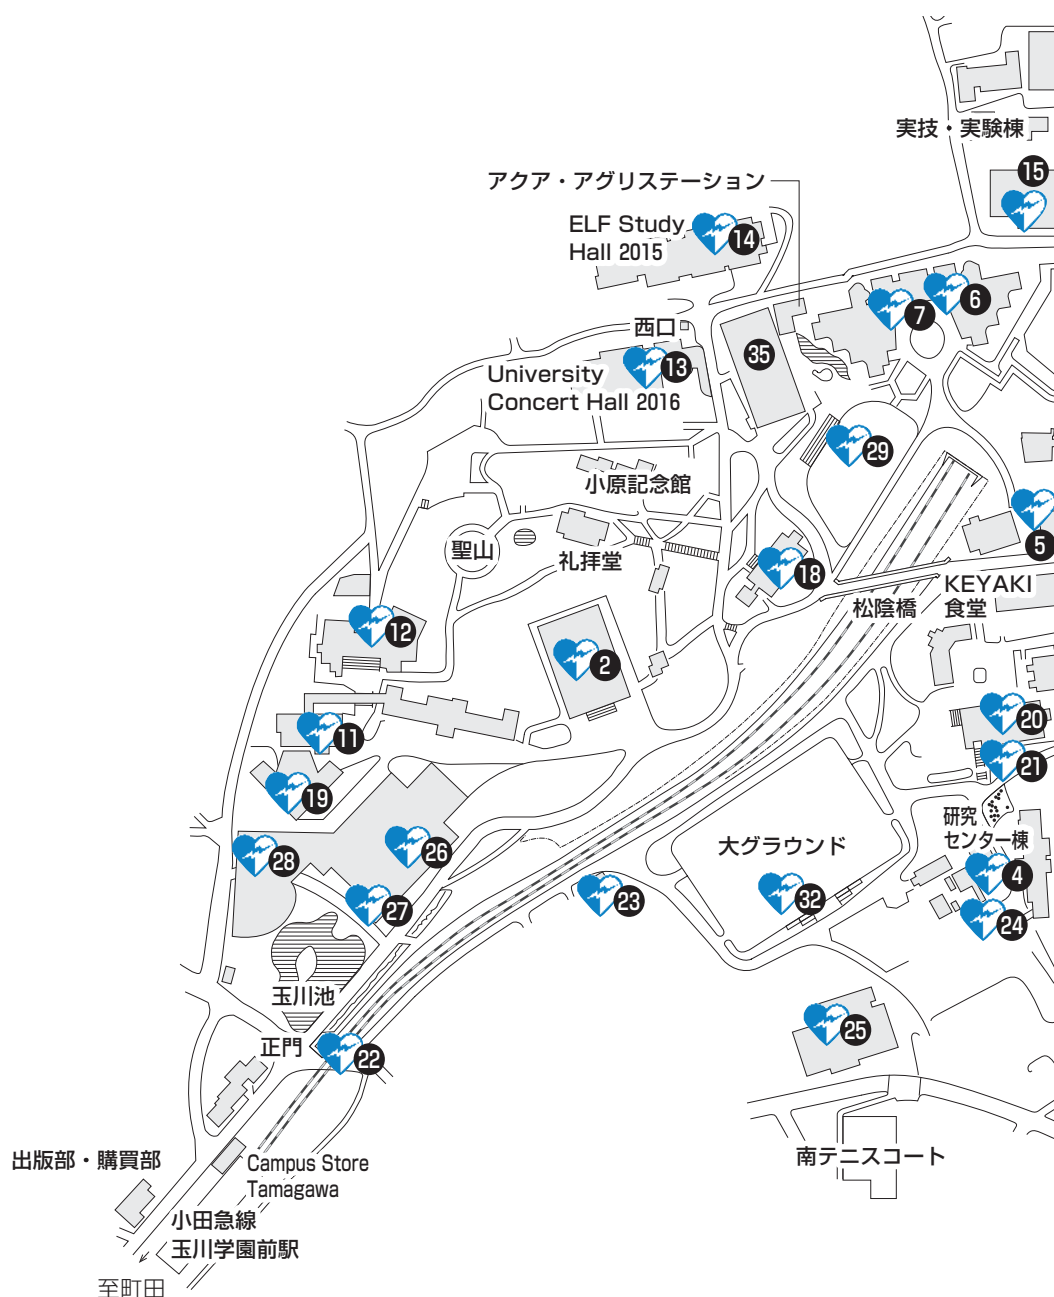 実技・実験棟
15
アクア・アグリステーション
ELF Study
Hall 2015
14
6
7
西口
35
13
University
Concert Hall 2016
29
小原記念館
5
聖山
礼拝堂
18
KEYAKI
食堂
松陰橋
12
2
20
11
21
19
研究
センター棟
大グラウンド
26
28
4
23
32
27
24
玉川池
25
正門
22
出版部・購買部
Campus Store
Tamagawa
南テニスコート
小田急線
玉川学園前駅
至町田